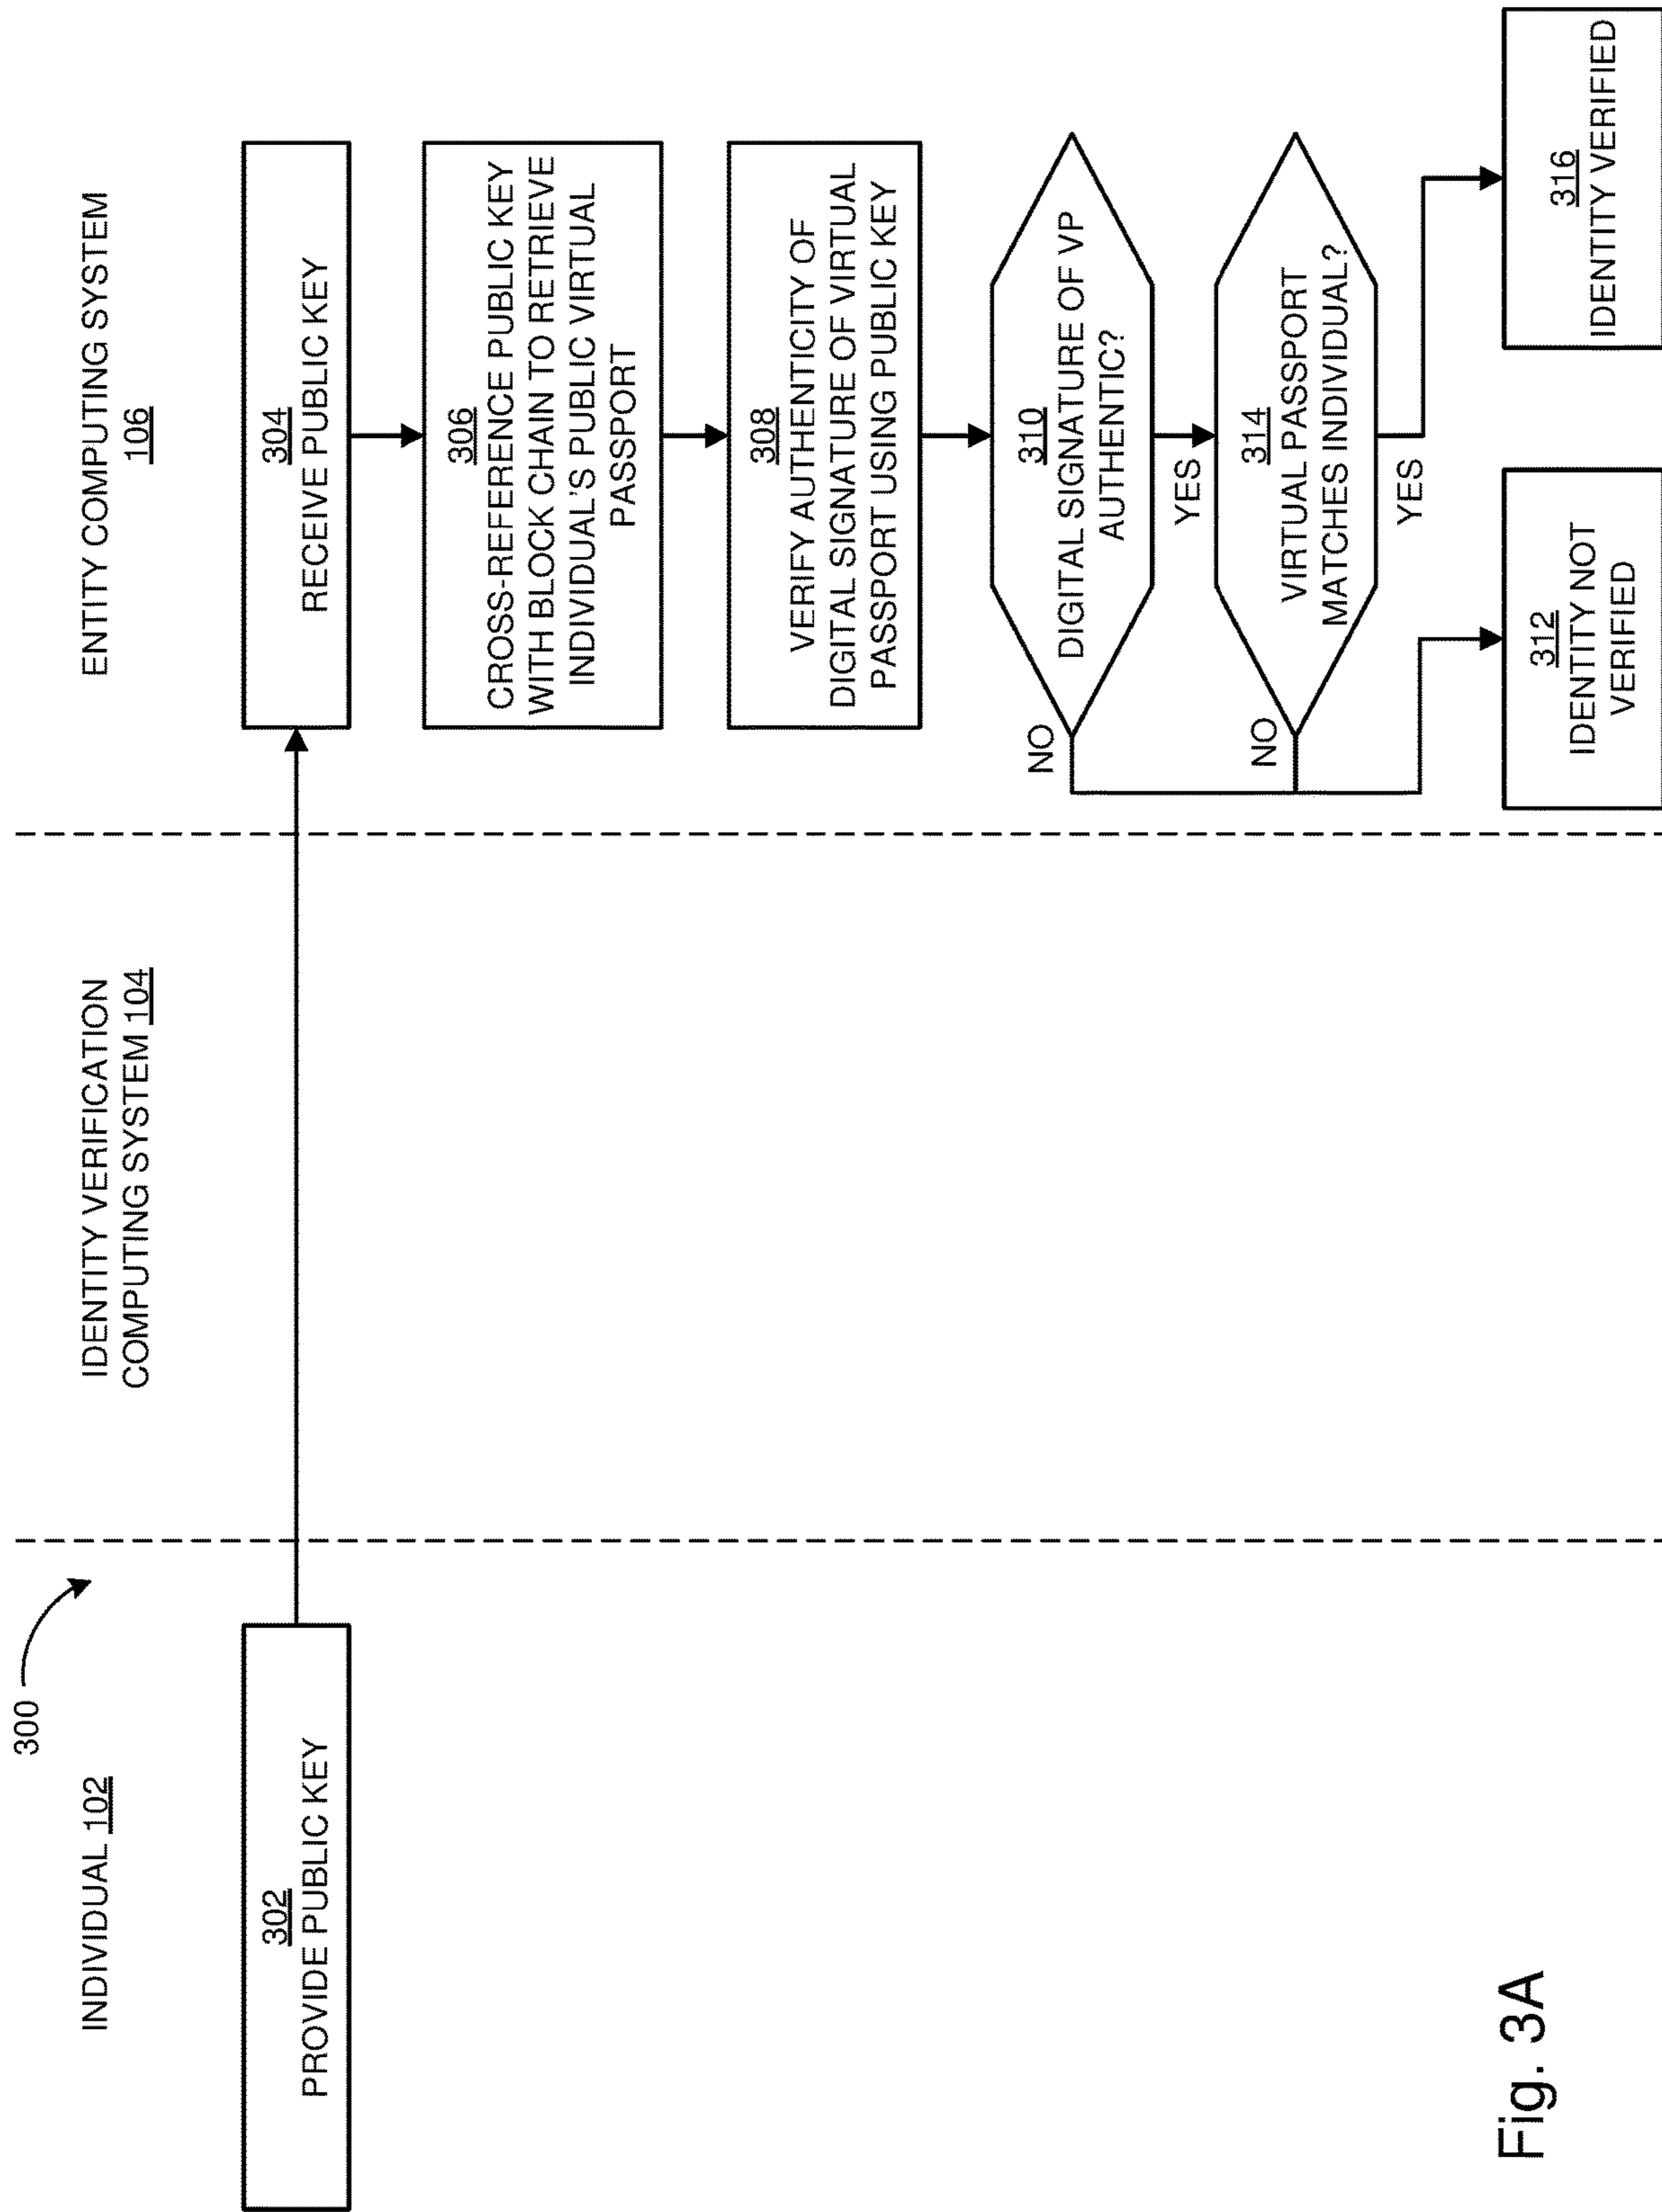 300
INDIVIDUAL 102
IDENTITY VERIFICATION
COMPUTING SYSTEM 104
ENTITY COMPUTING SYSTEM
106
302
PROVIDE PUBLIC KEY
304
RECEIVE PUBLIC KEY
306
CROSS-REFERENCE PUBLIC KEY
WITH BLOCK CHAIN TO RETRIEVE
INDIVIDUAL'S PUBLIC VIRTUAL
PASSPORT
308
VERIFY AUTHENTICITY OF
DIGITAL SIGNATURE OF VIRTUAL
PASSPORT USING PUBLIC KEY
310
DIGITAL SIGNATURE OF VP
AUTHENTIC?
NO
YES
314
VIRTUAL PASSPORT
MATCHES INDIVIDUAL?
NO
YES
312
IDENTITY NOT
VERIFIED
316
IDENTITY VERIFIED
Fig. 3A